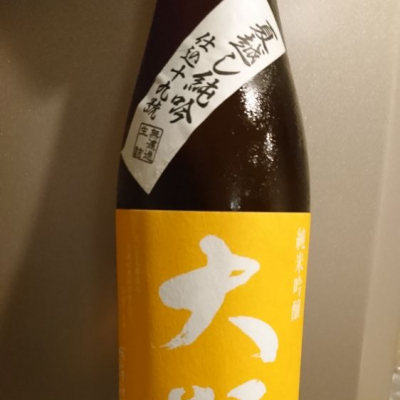 夏越し純吟
仕込十九號
無濾過
生詰
純米吟醸
大